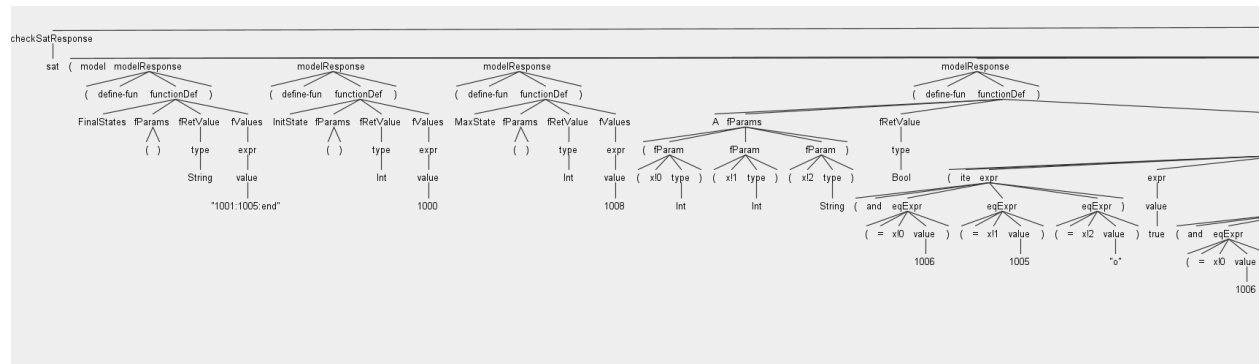 checkSatResponse
sat ( model modelResponse modelResponse modelResponse modelResponse
( define-fun functionDef ) ( define-fun functionDef ) ( define-fun functionDef ) ( define-fun functionDef )
FinalStates fParams fRetValue fValues InitState fParams fRetValue fValues MaxState fParams fRetValue fValues A fParams fRetValue
( ) type expr ( ) type expr ( ) type expr ( fParam fParam fParam ) type
String value Int value Int value ( x!0 type ) ( x!1 type ) ( x!2 type ) Bool ( ite expr expr
"1001:1005:end" 1000 1008 Int Int String ( and eqExpr eqExpr eqExpr ) value
( = x!0 value ) ( = x!1 value ) ( = x!2 value ) true ( and eqExpr
1006 1005 "o" ( = x!0 value )
1006